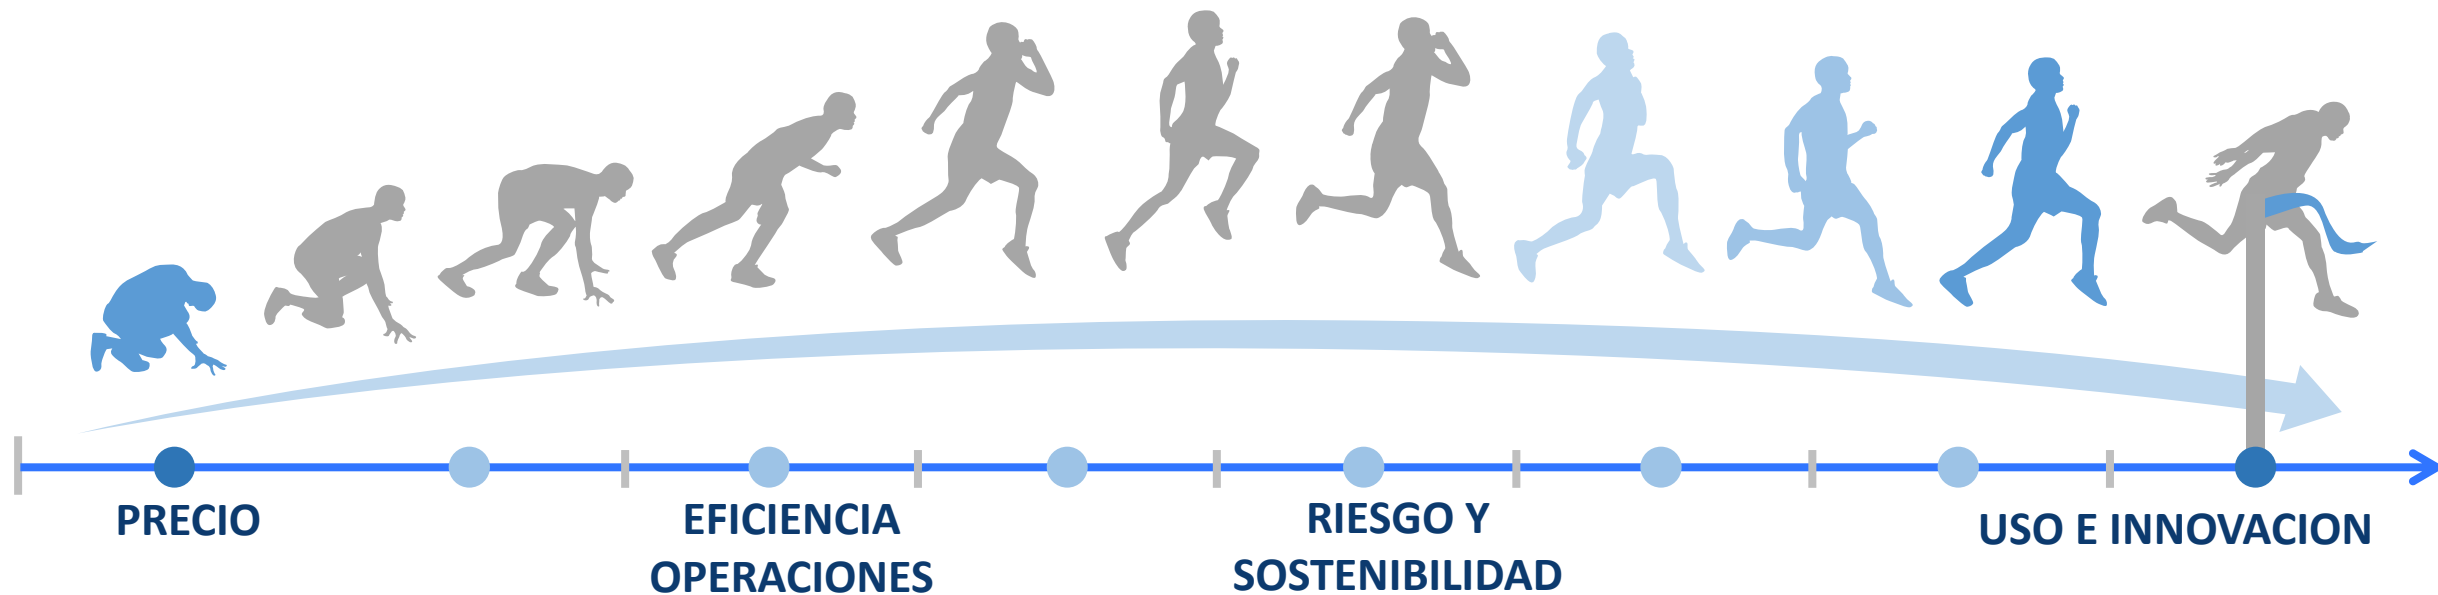 PRECIO
EFICIENCIA
OPERACIONES
RIESGO Y
SOSTENIBILIDAD
USO E INNOVACION